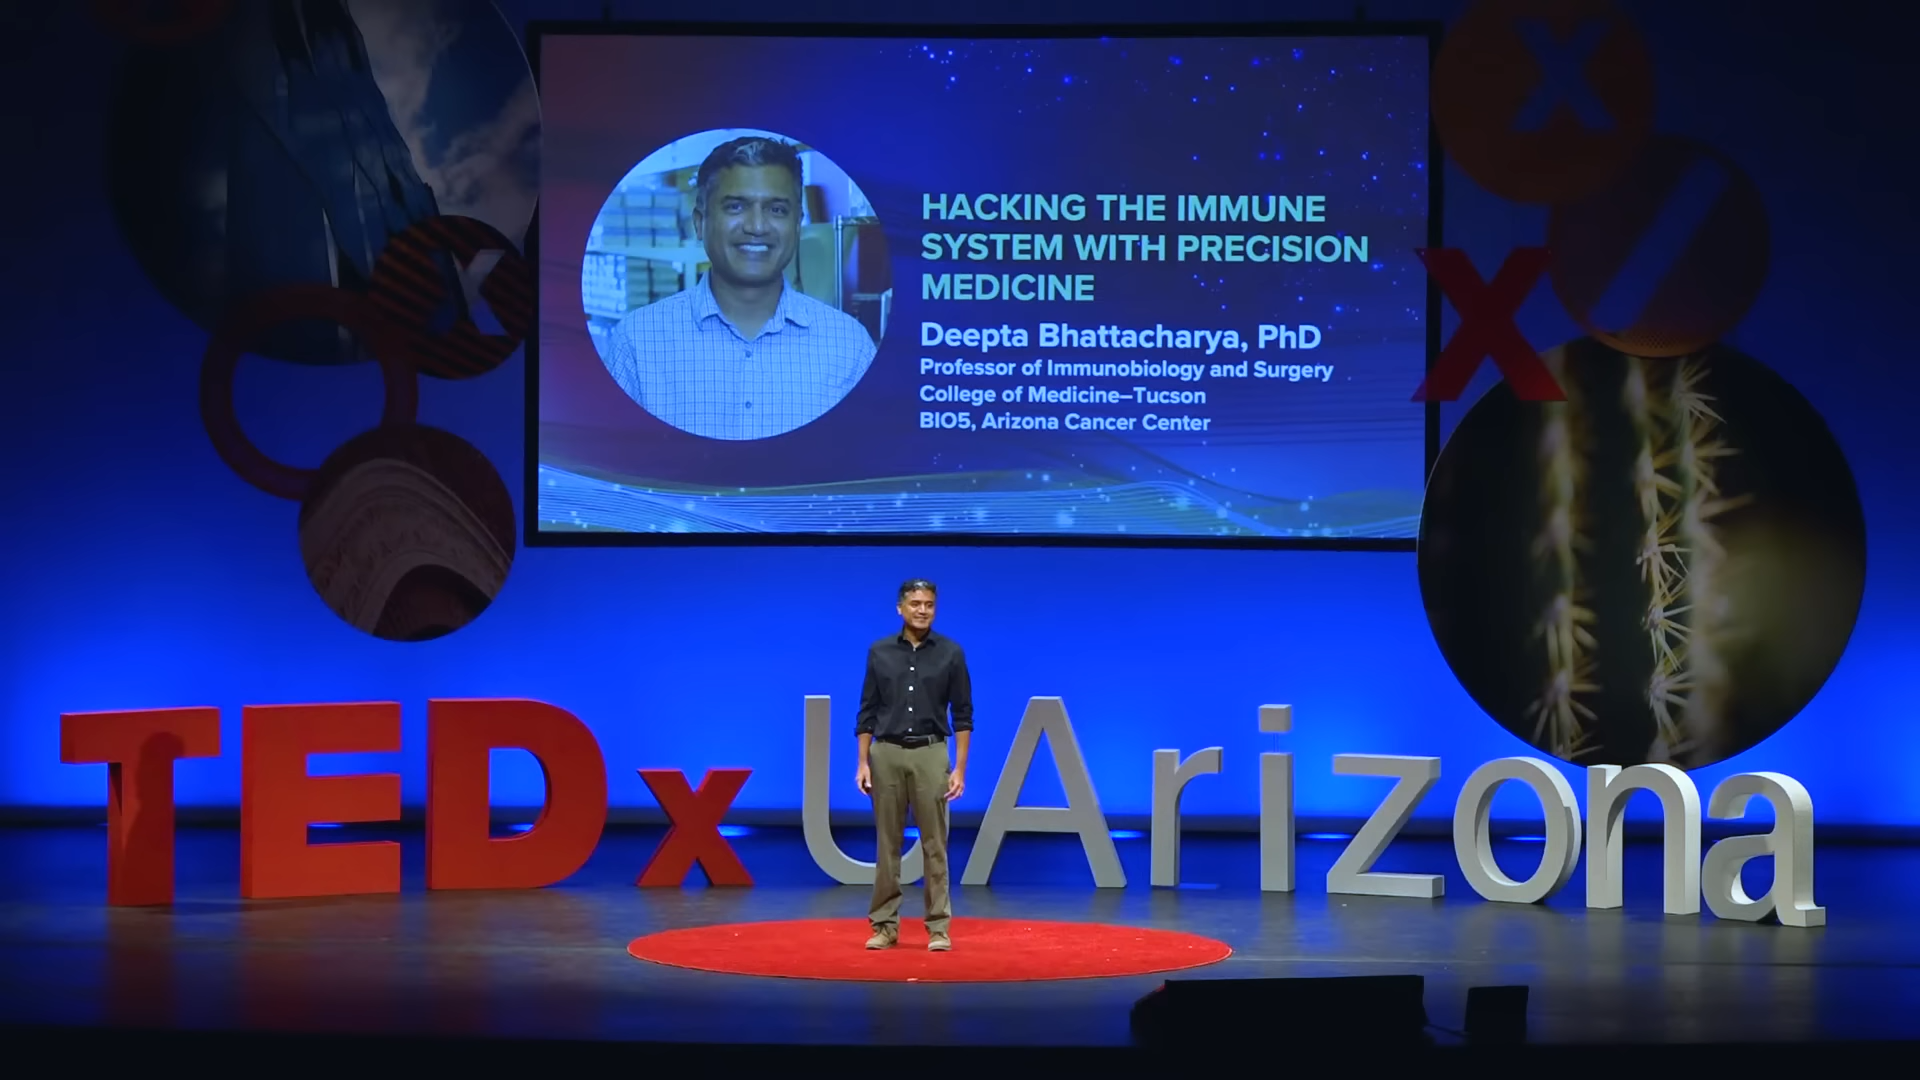 HACKING THE IMMUNE
SYSTEM WITH PRECISION
MEDICINE
Deepta Bhattacharya, PhD
Professor of Immunobiology and Surgery
College of Medicine–Tucson
BIO5, Arizona Cancer Center
X
X
X
TEDx UArizona